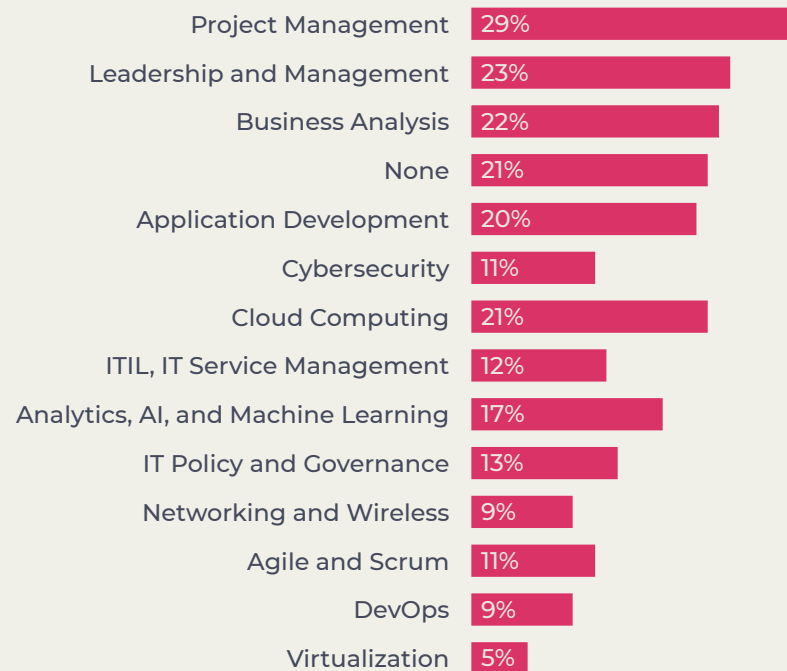 Project Management 29%
Leadership and Management 23%
Business Analysis 22%
None 21%
Application Development 20%
Cybersecurity 11%
Cloud Computing 21%
ITIL, IT Service Management 12%
Analytics, AI, and Machine Learning 17%
IT Policy and Governance 13%
Networking and Wireless 9%
Agile and Scrum 11%
DevOps 9%
Virtualization 5%